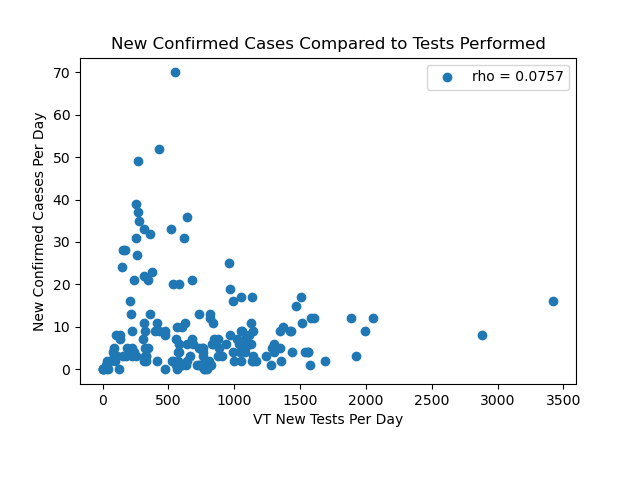 New Confirmed Cases Compared to Tests Performed
rho = 0.0757
New Confirmed Caeses Per Day
70
60
50
40
30
20
10
0
0 500 1000 1500 2000 2500 3000 3500
VT New Tests Per Day